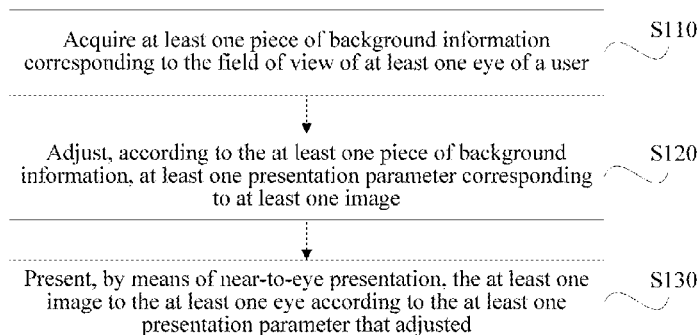 Acquire at least one piece of background information
corresponding to the field of view of at least one eye of a user
S110
Adjust, according to the at least one piece of background
information, at least one presentation parameter corresponding
to at least one image
S120
Present, by means of near-to-eye presentation, the at least one
image to the at least one eye according to the at least one
presentation parameter that adjusted
S130